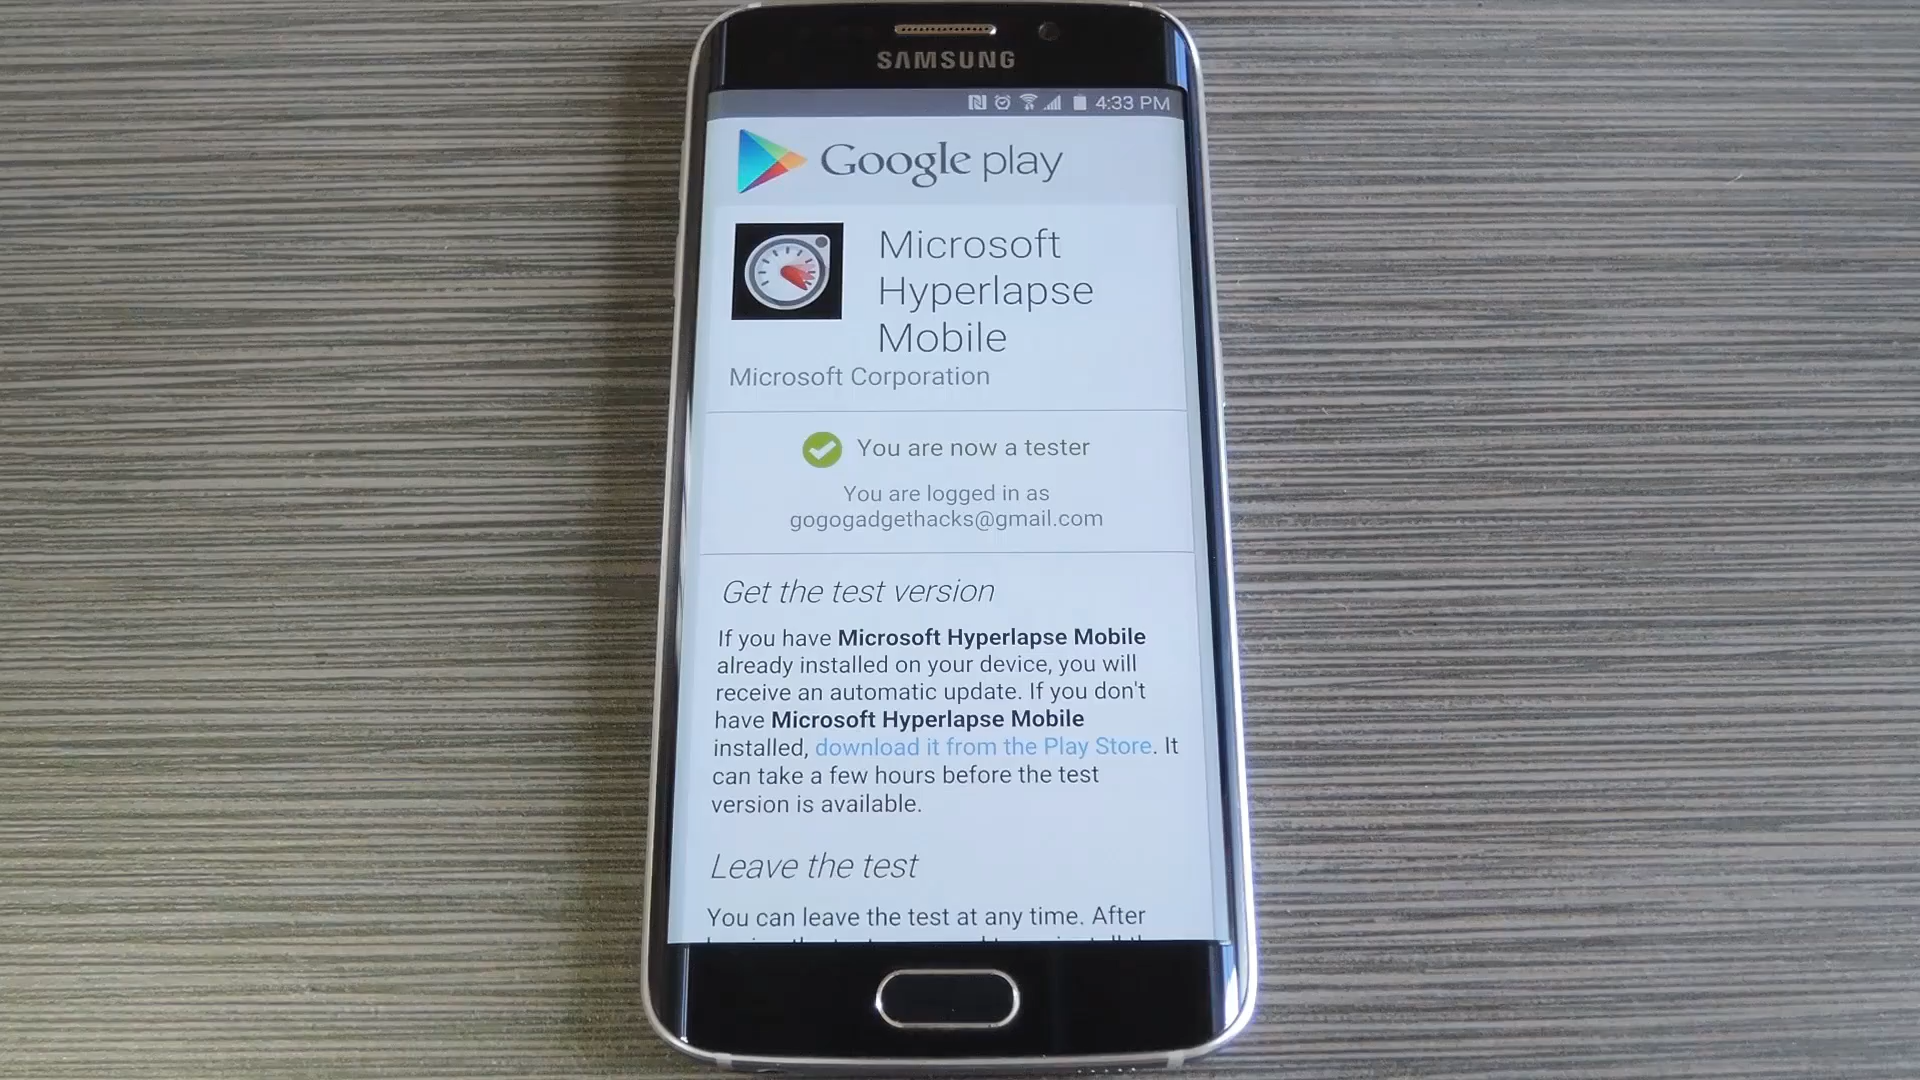 SAMSUNG
4:33 PM
Google play
Microsoft
Hyperlapse
Mobile
Microsoft Corporation
You are now a tester
You are logged in as
gogogadgethacks@gmail.com
Get the test version
If you have Microsoft Hyperlapse Mobile
already installed on your device, you will
receive an automatic update. If you don't
have Microsoft Hyperlapse Mobile
installed, download it from the Play Store. It
can take a few hours before the test
version is available.
Leave the test
You can leave the test at any time. After